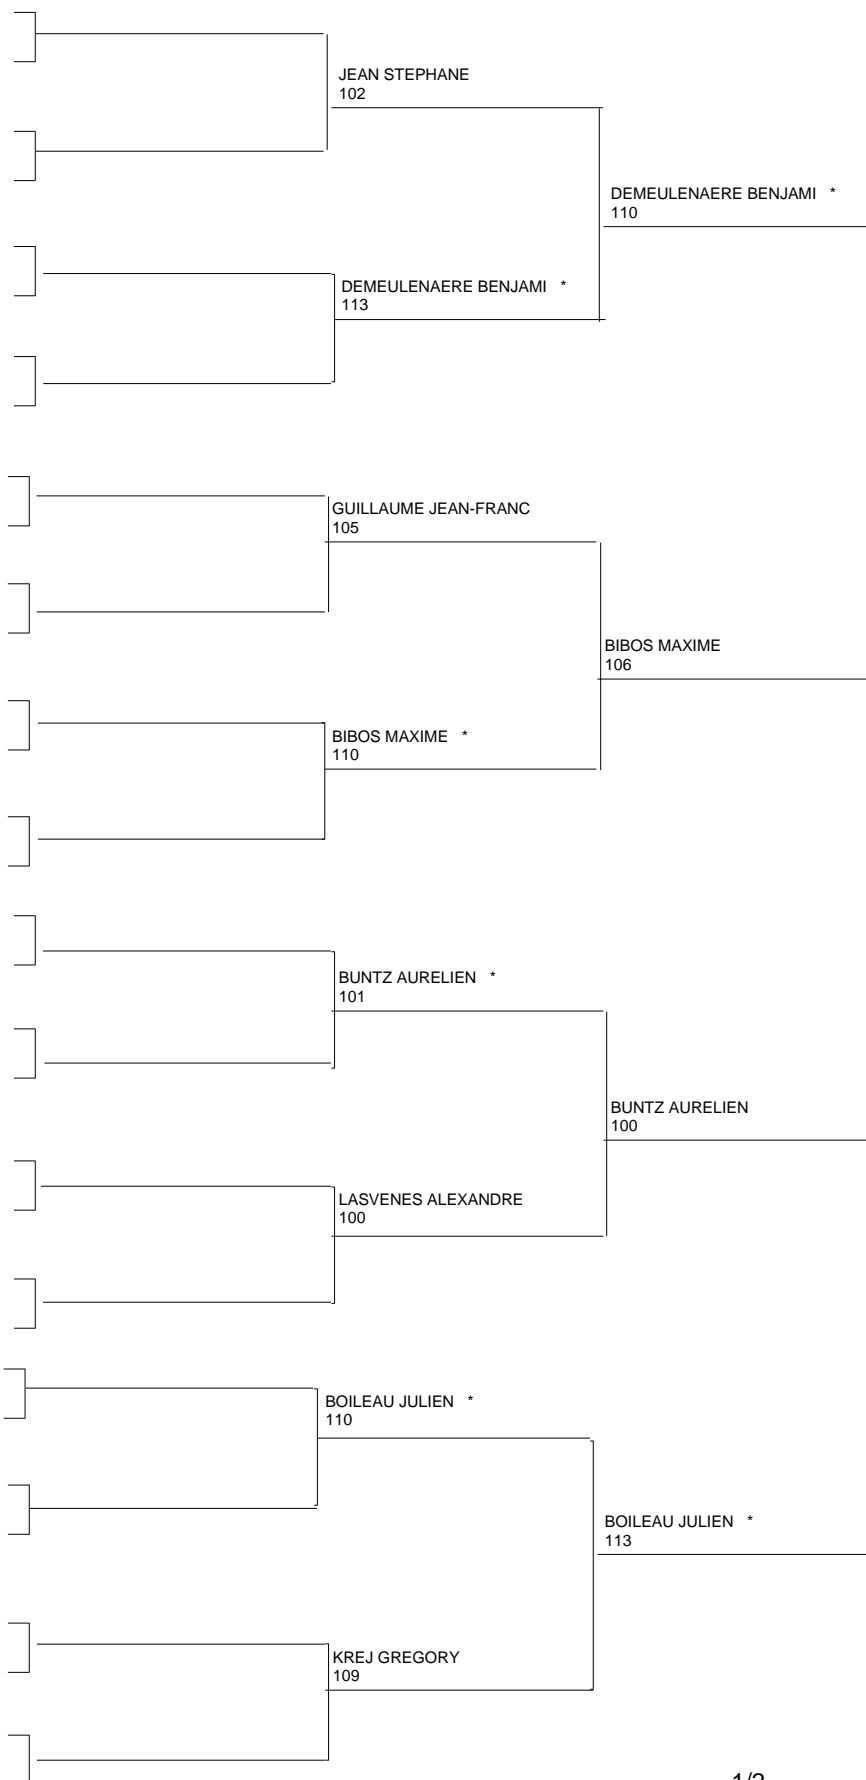 JEAN STEPHANE
102
DEMEULENAERE BENJAMI *
110
DEMEULENAERE BENJAMI *
113
GUILLAUME JEAN-FRANC
105
BIBOS MAXIME
106
BIBOS MAXIME *
110
BUNTZ AURELIEN *
101
BUNTZ AURELIEN
100
LASVENES ALEXANDRE
100
BOILEAU JULIEN *
110
BOILEAU JULIEN *
113
KREJ GREGORY
109